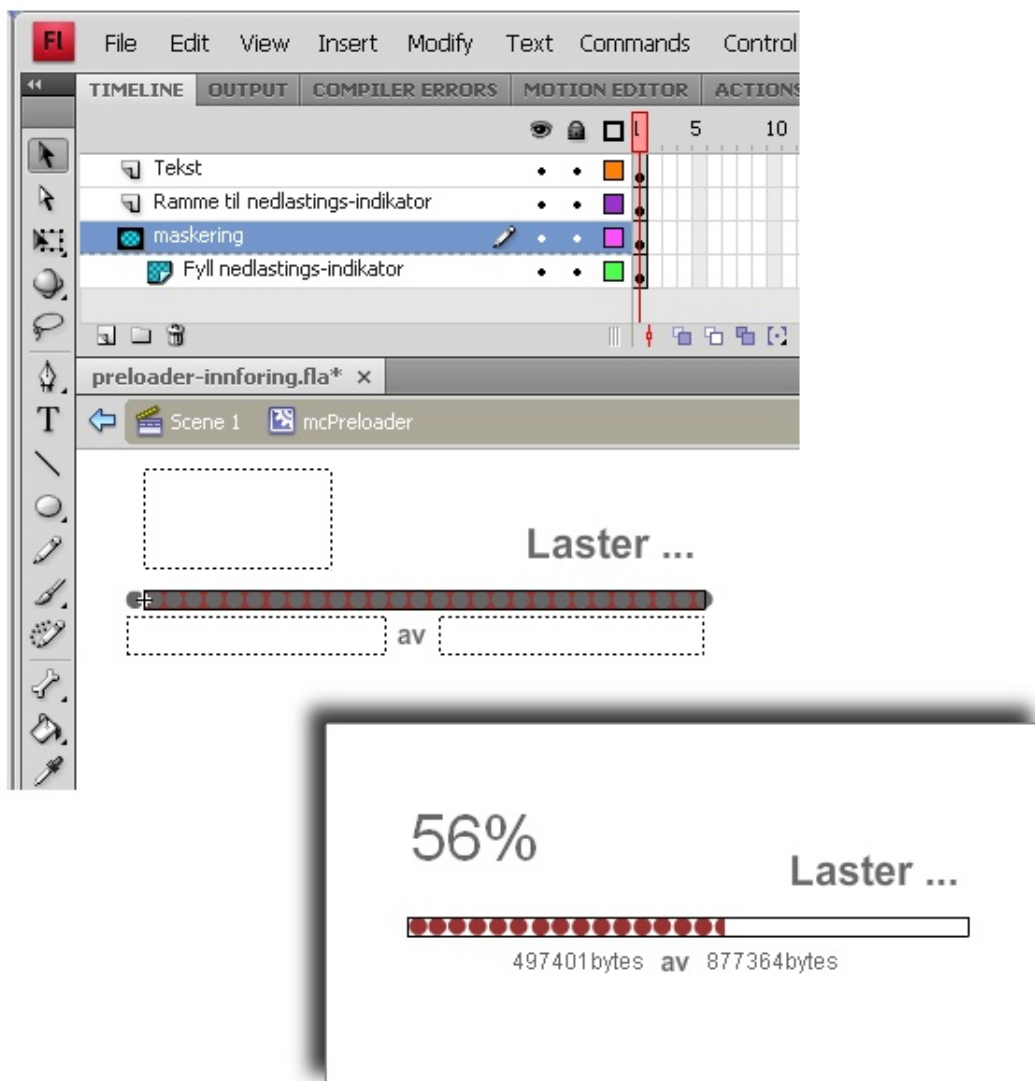 Fl File Edit View Insert Modify Text Commands Control
TIMELINE OUTPUT COMPILER ERRORS MOTION EDITOR ACTIONS
1 5 10
Tekst
Ramme til nedlastings-indikator
maskering
Fyll nedlastings-indikator
preloader-innforing.fla* ×
Scene 1 mcPreloader
T
Laster ...
av
56%
Laster ...
497401bytes av 877364bytes